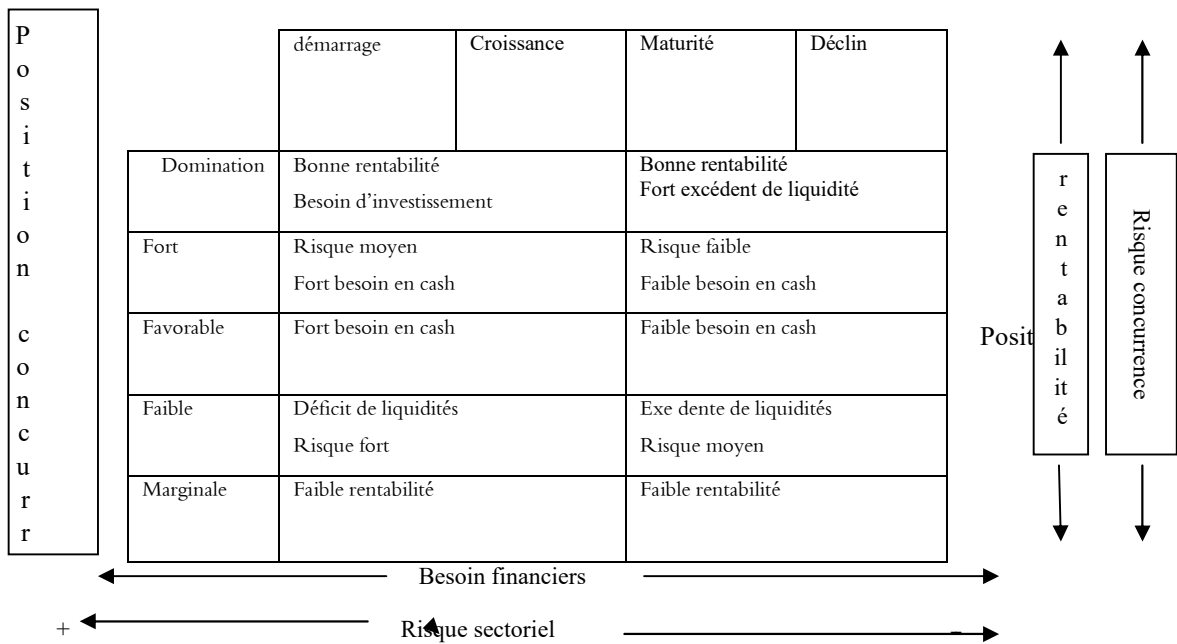 Position concurr
démarrage Croissance Maturité Déclin
Domination Bonne rentabilité Bonne rentabilité
Besoin d’investissement Fort excédent de liquidité
Fort Risque moyen Risque faible
Fort besoin en cash Faible besoin en cash
Favorable Fort besoin en cash Faible besoin en cash
Posit
Faible Déficit de liquidités Exe dente de liquidités
Risque fort Risque moyen
Marginale Faible rentabilité Faible rentabilité
rentabilité
Risque concurrence
Besoin financiers
+ Risque sectoriel –